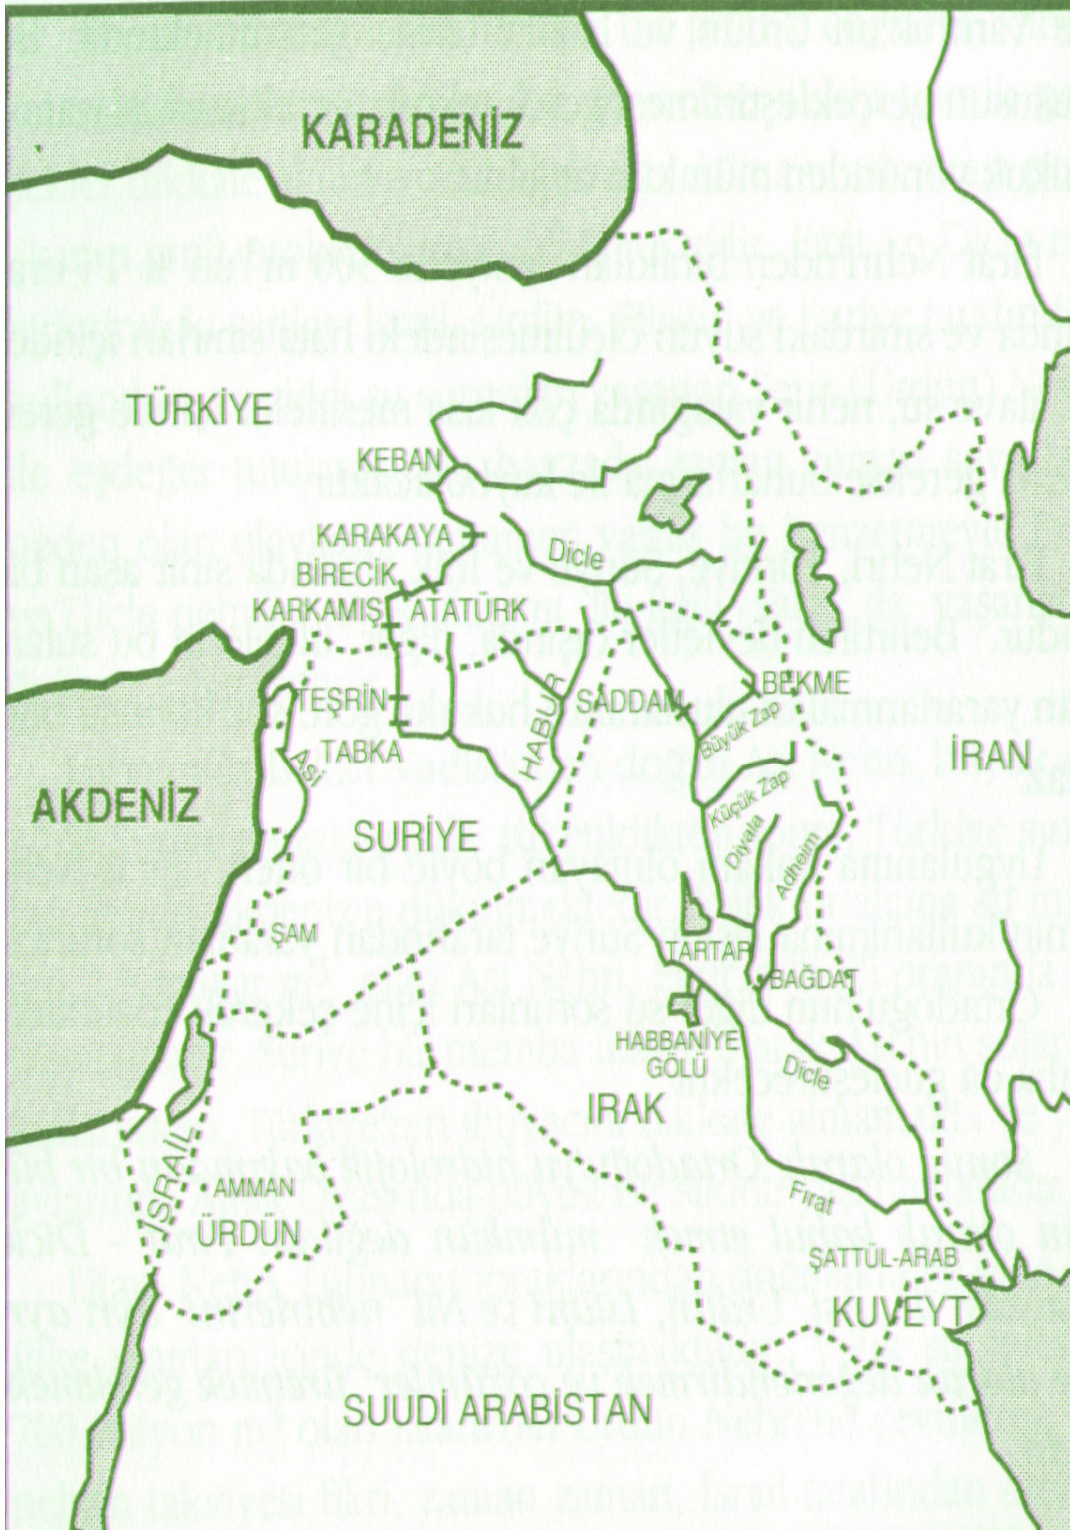 KARADENİZ
TÜRKİYE
KEBAN
KARAKAYA
Dicle
BİRECİK
KARKAMIŞ
ATATÜRK
TEŞRİN
HABUR
SADDAM
BEKME
TABKA
Büyük Zap
ASİ
İRAN
AKDENİZ
SURİYE
Küçük Zap
Diyala
Adheim
ŞAM
TARTAR
BAĞDAT
HABBANİYE
GÖLÜ
Dicle
IRAK
İSRAİL
AMMAN
ÜRDÜN
Fırat
ŞATTÜL-ARAB
KUVEYT
SUUDİ ARABİSTAN